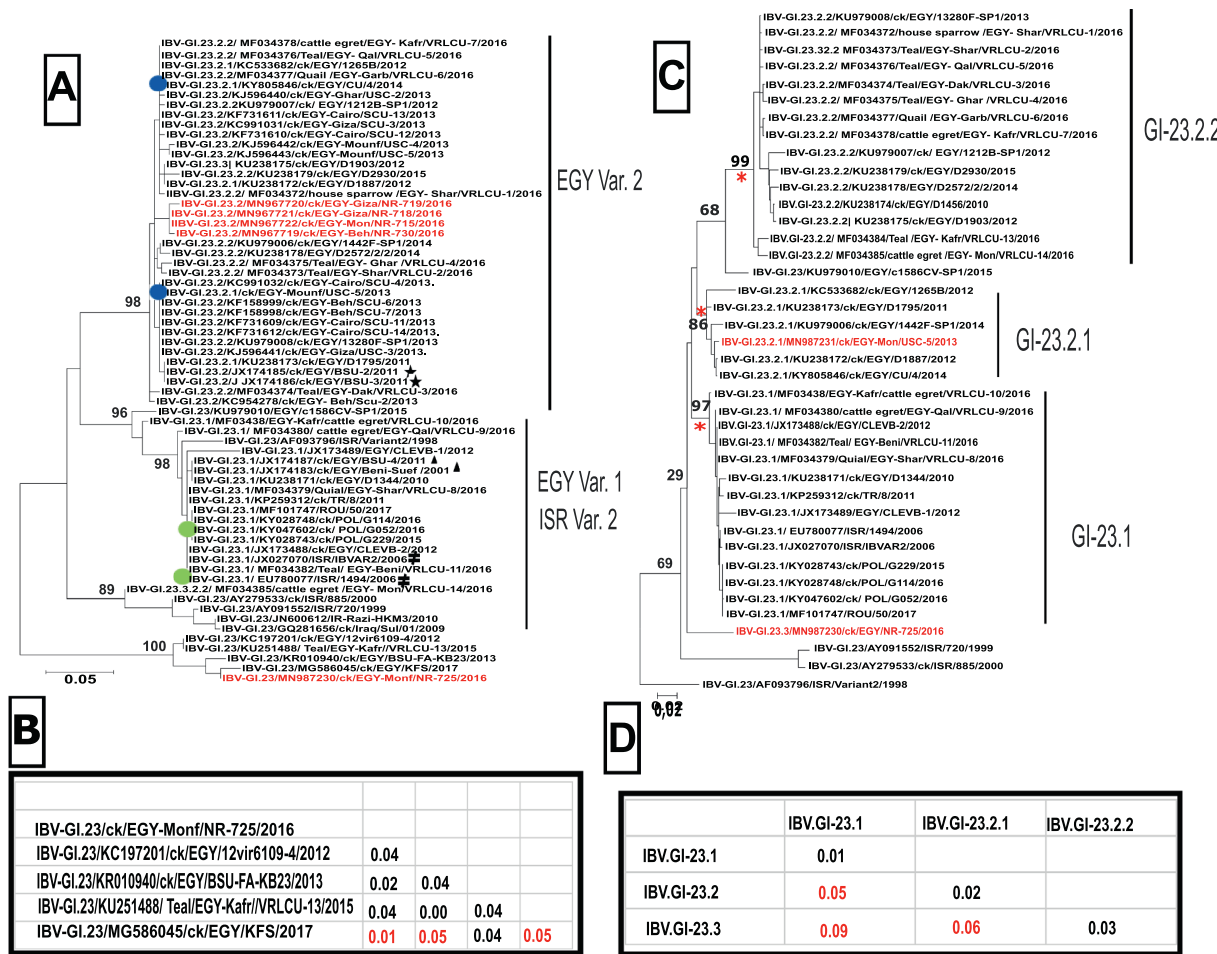 A
IBV-GI.23.2.2/ MF034378/cattle egret/EGY- Kafr/VRLCU-7/2016
IBV-GI.23.2.2/ MF034376/Teal/EGY- Qal/VRLCU-5/2016
IBV-GI.23.2.1/KC533682/ck/EGY/1265B/2012
IBV-GI.23.2.2/MF034377/Quail /EGY-Garb/VRLCU-6/2016
IBV-GI.23.2.1/KY805846/ck/EGY/CU/4/2014
IBV-GI.23.2/KJ596440/ck/EGY-Ghar/USC-2/2013
IBV-GI.23.2.2KU979007/ck/ EGY/1212B-SP1/2012
IBV-GI.23.2/KF731611/ck/EGY-Cairo/SCU-13/2013
IBV-GI.23.2/KC991031/ck/EGY-Giza/SCU-3/2013
IBV-GI.23.2/KF731610/ck/EGY-Cairo/SCU-12/2013
IBV-GI.23.2/KJ596442/ck/EGY-Mounf/USC-4/2013
IBV-GI.23.2/KJ596443/ck/EGY-Mounf/USC-5/2013
IBV-GI.23.3| KU238175/ck/EGY/D1903/2012
IBV-GI.23.2.2/KU238179/ck/EGY/D2930/2015
IBV-GI.23.2.1/KU238172/ck/EGY/D1887/2012
IBV-GI.23.2.2/ MF034372/house sparrow /EGY- Shar/VRLCU-1/2016
IBV-GI.23.2/MN967720/ck/EGY-Giza/NR-719/2016
IBV-GI.23.2/MN967721/ck/EGY-Giza/NR-718/2016
IBV-GI.23.2/MN967722/ck/EGY-Mon/NR-715/2016
IBV-GI.23.2/MN967719/ck/EGY-Beh/NR-730/2016
IBV-GI.23.2.2/KU979006/ck/EGY/1442F-SP1/2014
IBV-GI.23.2.2/KU238178/ck/EGY/D2572/2/2/2014
IBV-GI.23.2.2/ MF034375/Teal/EGY- Ghar /VRLCU-4/2016
IBV-GI.23.2.2/ MF034373/Teal/EGY-Shar/VRLCU-2/2016
IBV-GI.23.2/KC991032/ck/EGY-Cairo/SCU-4/2013.
IBV-GI.23.2.1/ck/EGY-Mounf/USC-5/2013
IBV-GI.23.2/KF158999/ck/EGY-Beh/SCU-6/2013
IBV-GI.23.2/KF158998/ck/EGY-Beh/SCU-7/2013
IBV-GI.23.2/KF731609/ck/EGY-Cairo/SCU-11/2013
IBV-GI.23.2/KF731612/ck/EGY-Cairo/SCU-14/2013.
IBV-GI.23.2.2/KU979008/ck/EGY/13280F-SP1/2013
IBV-GI.23.2/KJ596441/ck/EGY-Giza/USC-3/2013.
IBV-GI.23.2.1/KU238173/ck/EGY/D1795/2011
IBV-GI.23.2/JX174185/ck/EGY/BSU-2/2011
IBV-GI.23.2/J JX174186/ck/EGY/BSU-3/2011
IBV-GI.23.2.2/MF034374/Teal/EGY-Dak/VRLCU-3/2016
IBV-GI.23.2/KC954278/ck/EGY- Beh/Scu-2/2013
IBV-GI.23/KU979010/EGY/c1586CV-SP1/2015
IBV-GI.23.1/MF03438/EGY-Kafr/cattle egret/VRLCU-10/2016
IBV-GI.23.1/ MF034380/ cattle egret/EGY-Qal/VRLCU-9/2016
IBV-GI.23/AF093796/ISR/Variant2/1998
IBV-GI.23.1/JX173489/ck/EGY/CLEVB-1/2012
IBV-GI.23.1/JX174187/ck/EGY/BSU-4/2011
IBV-GI.23.1/JX174183/ck/EGY/Beni-Suef /2001
IBV-GI.23.1/KU238171/ck/EGY/D1344/2010
IBV-GI.23.1/MF034379/Quial/EGY-Shar/VRLCU-8/2016
IBV-GI.23.1/KP259312/ck/TR/8/2011
IBV-GI.23.1/MF101747/ROU/50/2017
IBV-GI.23.1/KY028748/ck/POL/G114/2016
IBV-GI.23.1/KY047602/ck/ POL/G052/2016
IBV-GI.23.1/KY028743/ck/POL/G229/2015
IBV-GI.23.1/JX173488/ck/EGY/CLEVB-2/2012
IBV-GI.23.1/JX027070/ISR/IBVAR2/2006
IBV-GI.23.1/ MF034382/Teal/ EGY-Beni/VRLCU-11/2016
IBV-GI.23.1/ EU780077/ISR/1494/2006
IBV-GI.23.3.2.2/ MF034385/cattle egret /EGY- Mon/VRLCU-14/2016
IBV-GI.23/AY279533/ck/ISR/885/2000
IBV-GI.23/AY091552/ISR/720/1999
IBV-GI.23/JN600612/IR-Razi-HKM3/2010
IBV-GI.23/GQ281656/ck/Iraq/Sul/01/2009
IBV-GI.23/KC197201/ck/EGY/12vir6109-4/2012
IBV-GI.23/KU251488/ Teal/EGY-Kafr//VRLCU-13/2015
IBV-GI.23/KR010940/ck/EGY/BSU-FA-KB23/2013
IBV-GI.23/MG586045/ck/EGY/KFS/2017
IBV-GI.23/MN987230/ck/EGY-Monf/NR-725/2016
98
96
98
89
100
0.05
EGY Var. 2
EGY Var. 1
ISR Var. 2
C
IBV-GI.23.2.2/KU979008/ck/EGY/13280F-SP1/2013
IBV-GI.23.2.2/ MF034372/house sparrow /EGY- Shar/VRLCU-1/2016
IBV-GI.23.32.2 MF034373/Teal/EGY-Shar/VRLCU-2/2016
IBV-GI.23.2.2/ MF034376/Teal/EGY- Qal/VRLCU-5/2016
IBV-GI.23.2.2/ MF034374/Teal/EGY-Dak/VRLCU-3/2016
IBV-GI.23.2.2/ MF034375/Teal/EGY- Ghar /VRLCU-4/2016
IBV-GI.23.2.2/ MF034377/Quail /EGY-Garb/VRLCU-6/2016
IBV-GI.23.2.2/ MF034378/cattle egret/EGY- Kafr/VRLCU-7/2016
IBV-GI.23.2.2/KU979007/ck/ EGY/1212B-SP1/2012
IBV-GI.23.2.2/KU238179/ck/EGY/D2930/2015
IBV-GI.23.2.2/KU238178/EGY/D2572/2/2/2014
IBV-GI.23.2.2/KU238174/ck/EGY/D1456/2010
IBV-GI.23.2.2| KU238175/ck/EGY/D1903/2012
IBV.GI-23.2.2/ MF034384/Teal /EGY- Kafr/VRLCU-13/2016
IBV-GI.23.2.2/ MF034385/cattle egret /EGY- Mon/VRLCU-14/2016
IBV-GI.23/KU979010/EGY/c1586CV-SP1/2015
IBV-GI.23.2.1/KC533682/ck/EGY/1265B/2012
IBV-GI.23.2.1/KU238173/ck/EGY/D1795/2011
IBV-GI.23.2.1/KU979006/ck/EGY/1442F-SP1/2014
IBV-GI.23.2.1/MN987231/ck/EGY-Mon/USC-5/2013
IBV-GI.23.2.1/KU238172/ck/EGY/D1887/2012
IBV-GI.23.2.1/KY805846/ck/EGY/CU/4/2014
IBV-GI.23.1/MF03438/EGY-Kafr/cattle egret/VRLCU-10/2016
IBV-GI.23.1/ MF034380/cattle egret/EGY-Qal/VRLCU-9/2016
IBV-GI.23.1/JX173488/ck/EGY/CLEVB-2/2012
IBV-GI.23.1/ MF034382/Teal/ EGY-Beni/VRLCU-11/2016
IBV-GI.23.1/MF034379/Quial/EGY-Shar/VRLCU-8/2016
IBV-GI.23.1/KU238171/ck/EGY/D1344/2010
IBV-GI.23.1/KP259312/ck/TR/8/2011
IBV-GI.23.1/JX173489/ck/EGY/CLEVB-1/2012
IBV-GI.23.1/ EU780077/ISR/1494/2006
IBV-GI.23.1/JX027070/ISR/IBVAR2/2006
IBV-GI.23.1/KY028743/ck/POL/G229/2015
IBV-GI.23.1/KY028748/ck/POL/G114/2016
IBV-GI.23.1/KY047602/ck/ POL/G052/2016
IBV-GI.23.1/MF101747/ROU/50/2017
IBV-GI.23.3/MN987230/ck/EGY/NR-725/2016
IBV-GI.23/AY091552/ISR/720/1999
IBV-GI.23/AY279533/ck/ISR/885/2000
IBV-GI.23/AF093796/ISR/Variant2/1998
99
*
68
*
86
97
*
29
69
0.02
0,02
GI-23.2.2
GI-23.2.1
GI-23.1
B
IBV-GI.23/ck/EGY-Monf/NR-725/2016
IBV-GI.23/KC197201/ck/EGY/12vir6109-4/2012 0.04
IBV-GI.23/KR010940/ck/EGY/BSU-FA-KB23/2013 0.02 0.04
IBV-GI.23/KU251488/ Teal/EGY-Kafr//VRLCU-13/2015 0.04 0.00 0.04
IBV-GI.23/MG586045/ck/EGY/KFS/2017 0.01 0.05 0.04 0.05
D
IBV.GI-23.1 IBV.GI-23.2.1 IBV.GI-23.2.2
IBV.GI-23.1 0.01
IBV.GI-23.2 0.05 0.02
IBV.GI-23.3 0.09 0.06 0.03